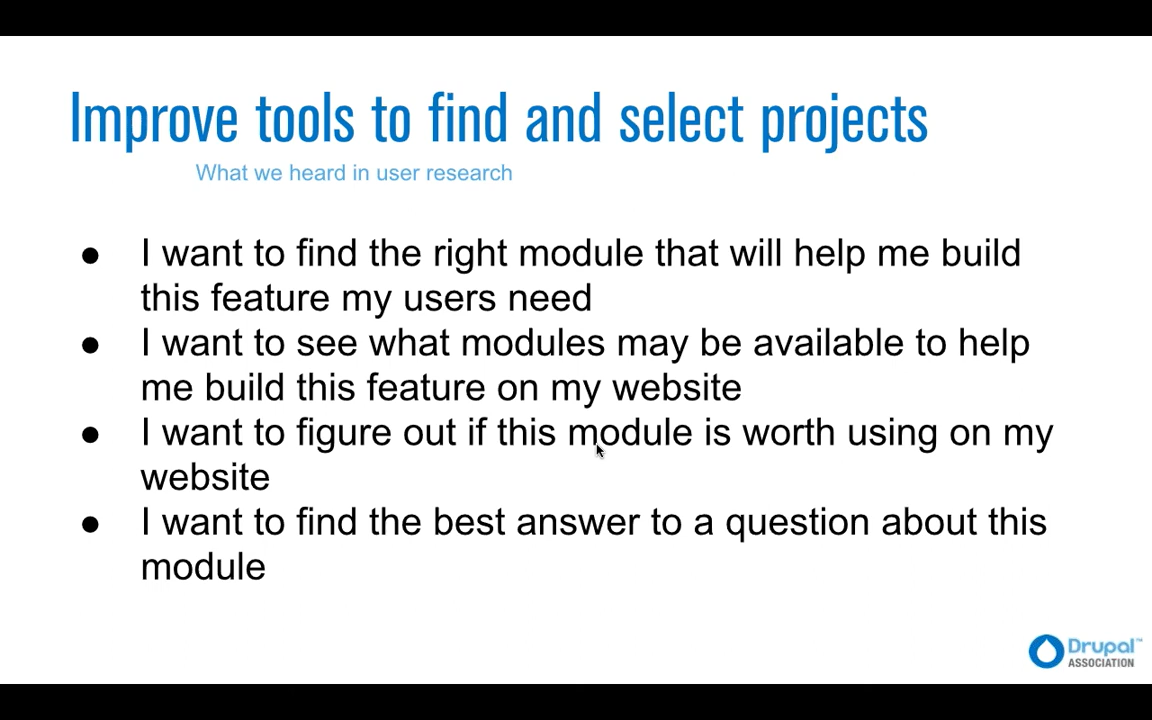 Improve tools to find and select projects
What we heard in user research
● I want to find the right module that will help me build
this feature my users need
● I want to see what modules may be available to help
me build this feature on my website
● I want to figure out if this module is worth using on my
website
● I want to find the best answer to a question about this
module
Drupal™
ASSOCIATION